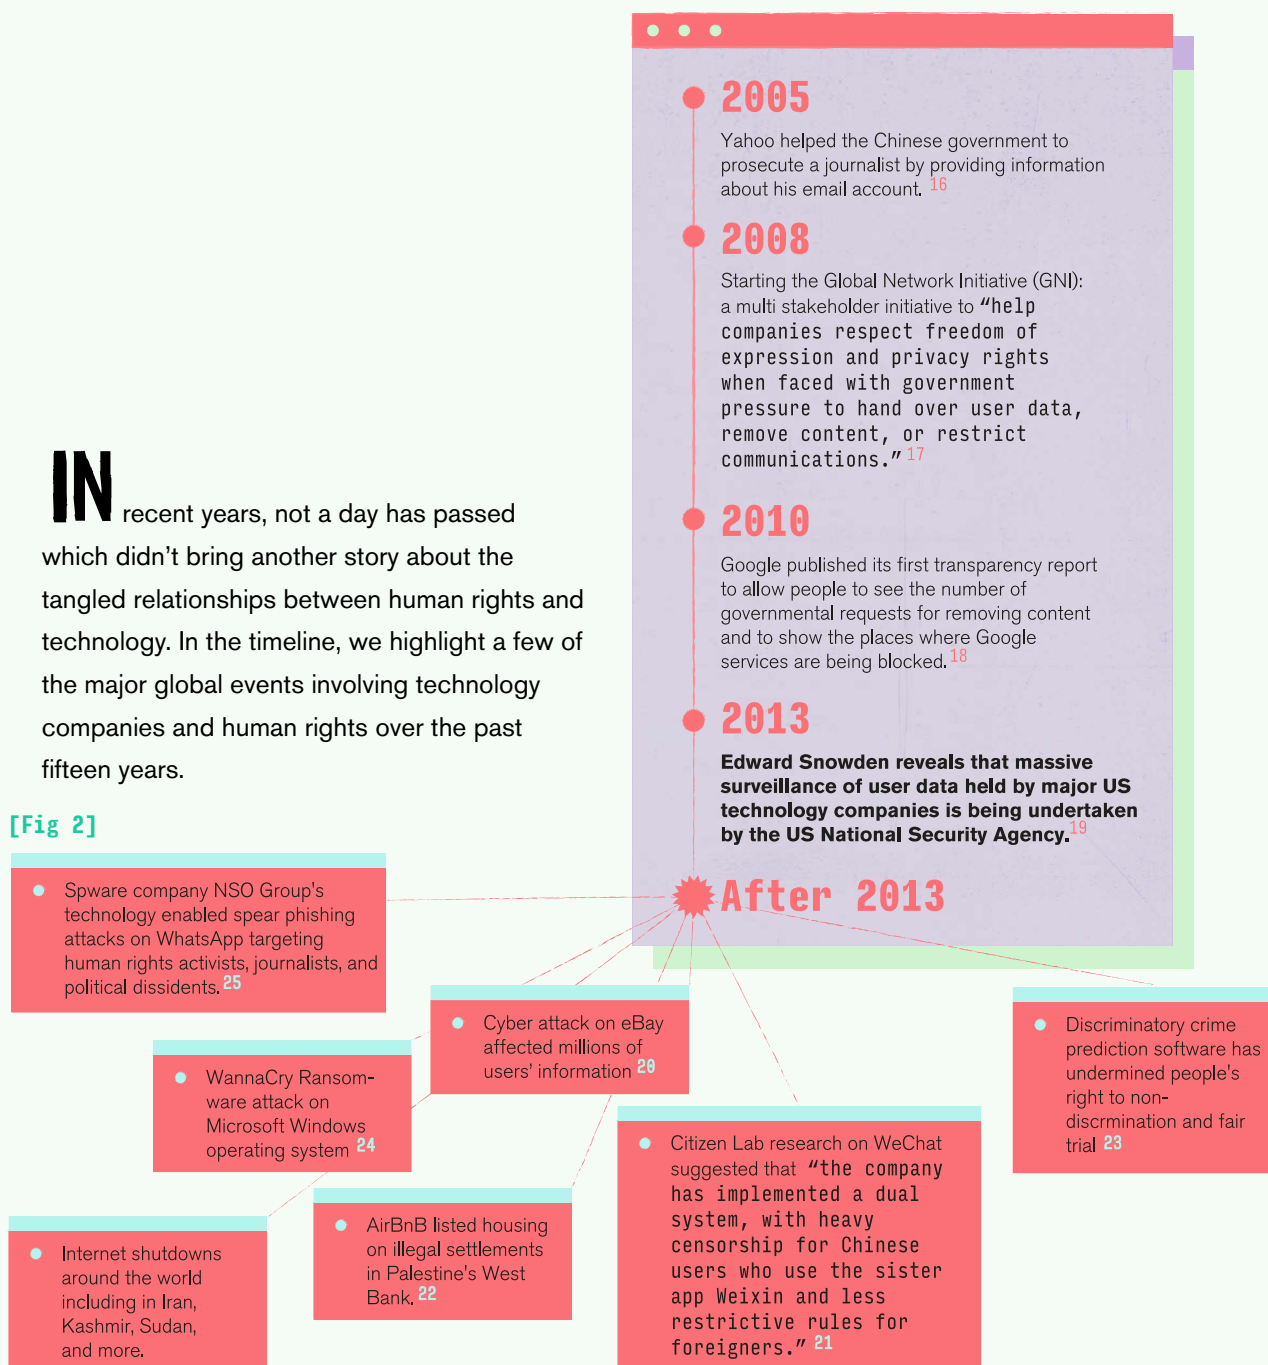 IN recent years, not a day has passed
which didn't bring another story about the
tangled relationships between human rights and
technology. In the timeline, we highlight a few of
the major global events involving technology
companies and human rights over the past
fifteen years.
[Fig 2]
2005
Yahoo helped the Chinese government to
prosecute a journalist by providing information
about his email account. 16
2008
Starting the Global Network Initiative (GNI):
a multi stakeholder initiative to "help
companies respect freedom of
expression and privacy rights
when faced with government
pressure to hand over user data,
remove content, or restrict
communications." 17
2010
Google published its first transparency report
to allow people to see the number of
governmental requests for removing content
and to show the places where Google
services are being blocked. 18
2013
Edward Snowden reveals that massive
surveillance of user data held by major US
technology companies is being undertaken
by the US National Security Agency. 19
After 2013
Spware company NSO Group's
technology enabled spear phishing
attacks on WhatsApp targeting
human rights activists, journalists, and
political dissidents. 25
Cyber attack on eBay
affected millions of
users' information 20
Discriminatory crime
prediction software has
undermined people's
right to non-
discrmination and fair
trial 23
WannaCry Ransom-
ware attack on
Microsoft Windows
operating system 24
Citizen Lab research on WeChat
suggested that "the company
has implemented a dual
system, with heavy
censorship for Chinese
users who use the sister
app Weixin and less
restrictive rules for
foreigners." 21
AirBnB listed housing
on illegal settlements
in Palestine's West
Bank. 22
Internet shutdowns
around the world
including in Iran,
Kashmir, Sudan,
and more.